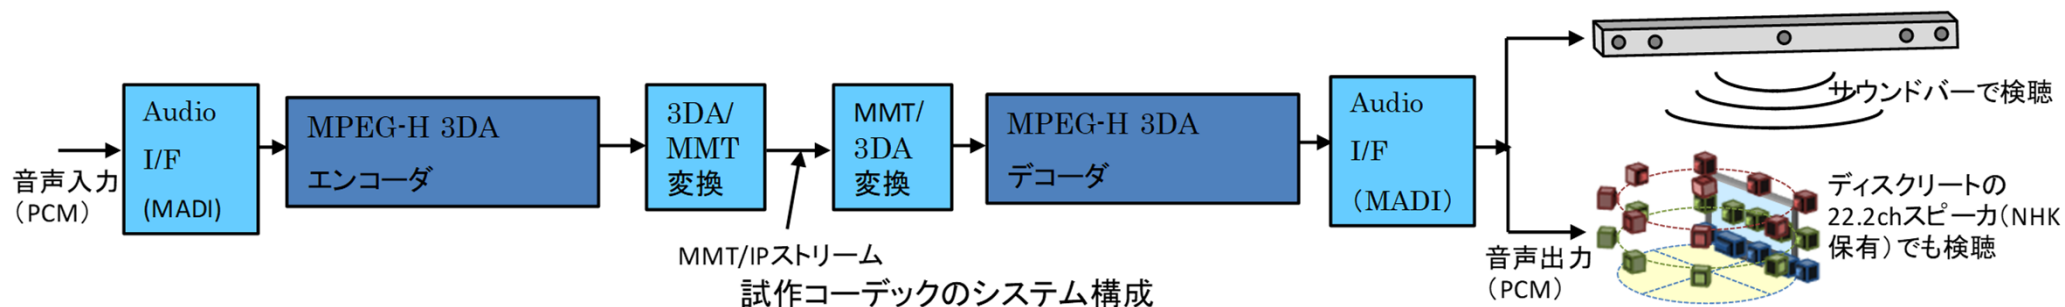 音声入力
（PCM）
Audio
I/F
(MADI)
MPEG-H 3DA
エンコーダ
3DA/
MMT
変換
MMT/IPストリーム
MMT/
3DA
変換
MPEG-H 3DA
デコーダ
Audio
I/F
（MADI）
音声出力
（PCM）
サウンドバーで検聴
ディスクリートの
22.2chスピーカ（NHK
保有）でも検聴
試作コーデックのシステム構成